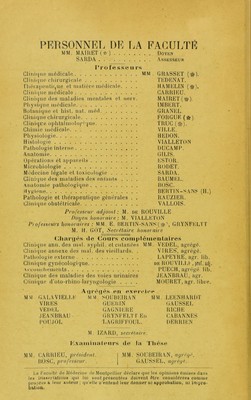 PERSONNEL DE LA FACULTÉ
MM. MAIRET (*) . . . . . . . . DOYEN
SARDA . . . . . . . . . . . . ASSESSEUR
Professeurs
Clinique médicale. . . . . . . . MM. GRASSET (*).
Clinique chirurgicale TEDENAT.
Thérapeutique et matière médicale. . . . HAMELIN (*).
Clinique médicale. CARRIEU.
Clinique des maladies mentales et nerv. MAIRET (*).
Physique médicale. IMBERT.
Botanique et hist. nat. méd. GRANEL.
Clinique chirurgicale. FORGUE (*)
Clinique ophtalmologique. TRUC (*).
Chimie médicale. VILLE.
Physiologie. HEDON.
Histologie VIALLETON
Pathologie interne. DUCAMP.
Anatomie. GILIS.
Opérations et appareils ESTOR.
Microbiologie RODET.
Médecine légale et toxicologie SARDA.
Clinique des maladies des enfants BAUMEL.
Anatomie pathologique BOSC.
Hygiène. BERTIN-SANS (H.)
Pathologie et thérapeutique générales RAUZIER.
Clinique obstétricale. VALLOIS.
Professeur adjoint : M. DE ROUVILLE
Doyen honoraire : M. VIALLETON
Professeurs honoraires : MM. E. BERTIN-SANS (*), GRYNFELTT
M. H. GOT, Secrétaire honoraire
Chargés de Cours complémentaires
Clinique ann. des mal. syphil. et cutanées MM. VEDEL, agrégé.
Clinique annexe des mal. des vieillards. VIRES, agrégé.
Pathologie externe LAPEYRE, agr. lib.
Clinique gynécologique. DE ROUVILLE, prof. adj.
Accouchements. PUECH, agrégé lib.
Clinique des maladies des voies urinaires JEANBRAU, agr.
Clinique d'oto-rhino-laryngologie MOURET, agr. libre.
Agrégés en exercice
MM. GALAVIELLE MM. SOUBEIRAN MM. LEENHARDT
VIRES GUERIN GAUSSEL
VEDEL GAGNIERE RICHE
JEANBRAU GRYNFELTT Ed. CABANNES
POUJOL LAGRIFFOUL DERRIEN
M. IZARD, secrétaire.
Examinateurs de la Thèse
MM. CARRIEU, président. MM. SOUBEIRAN, agrégé.
BOSC, professeur. GAUSSEL, agrégé.
La Faculté de Médecine de Montpellier déclare que les opinions émises dans
les Dissertations qui lui sont présentées doivent être considérées comme
propres à leur auteur ; qu'elle n'entend leur donner ni approbation, ni improbation.